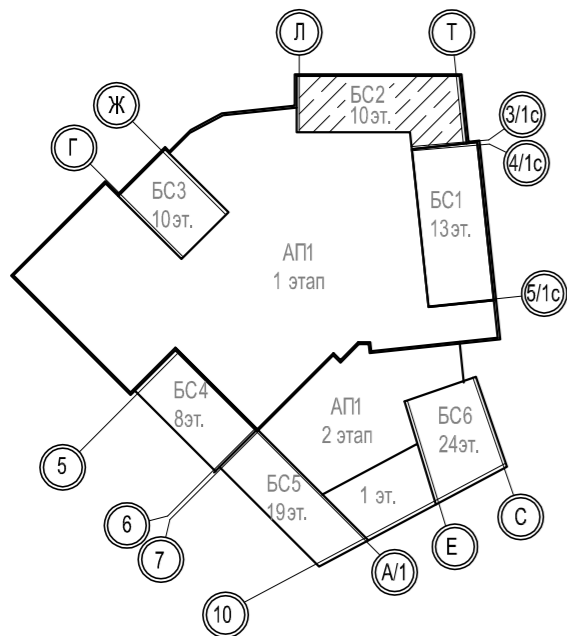 Л
Т
БС2
10эт.
Ж
3/1с
4/1с
Г
БС3
10эт.
БС1
13эт.
АП1
1 этап
5/1с
БС4
8эт.
АП1
2 этап
БС6
24эт.
5
БС5
19эт.
1 эт.
6
7
С
Е
А/1
10